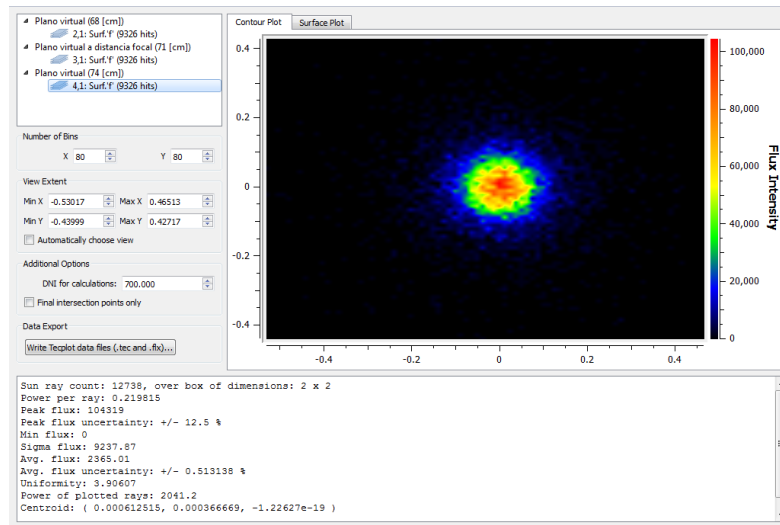 Plano virtual (68 [cm])
2,1: Surf.'f' (9326 hits)
Plano virtual a distancia focal (71 [cm])
3,1: Surf.'f' (9326 hits)
Plano virtual (74 [cm])
4,1: Surf.'f' (9326 hits)
Number of Bins
X 80 Y 80
View Extent
Min X -0.53017 Max X 0.46513
Min Y -0.43999 Max Y 0.42717
Automatically choose view
Additional Options
DNI for calculations: 700.000
Final intersection points only
Data Export
Write Tecplot data files (.tec and .flx)...
Contour Plot Surface Plot
0.4
0.2
0
-0.2
-0.4
-0.4 -0.2 0 0.2 0.4
100,000
80,000
60,000
40,000
20,000
0
Flux Intensity
Sun ray count: 12738, over box of dimensions: 2 x 2
Power per ray: 0.219815
Peak flux: 104319
Peak flux uncertainty: +/- 12.5 %
Min flux: 0
Sigma flux: 9237.87
Avg. flux: 2365.01
Avg. flux uncertainty: +/- 0.513138 %
Uniformity: 3.90607
Power of plotted rays: 2041.2
Centroid: ( 0.000612515, 0.000366669, -1.22627e-19 )